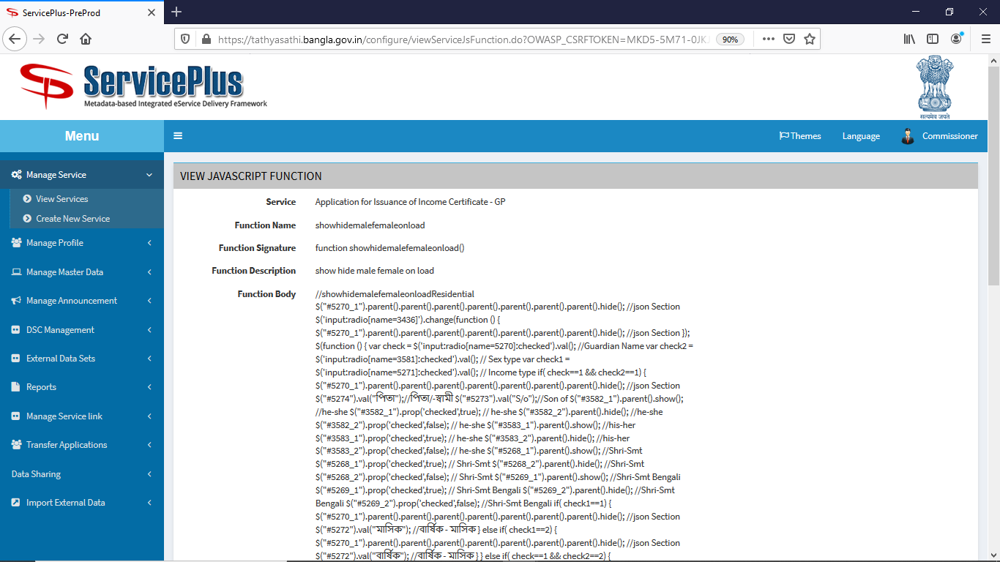 ServicePlus-PreProd
https://tathyasathi.bangla.gov.in/configure/viewServiceJsFunction.do?OWASP_CSRFTOKEN=MKD5-5M71-0JK
90%
ServicePlus
Metadata-based Integrated eService Delivery Framework
सत्यमेव जयते
Menu
Themes
Language
Commissioner
Manage Service
View Services
Create New Service
Manage Profile
Manage Master Data
Manage Announcement
DSC Management
External Data Sets
Reports
Manage Service link
Transfer Applications
Data Sharing
Import External Data
VIEW JAVASCRIPT FUNCTION
Service Application for Issuance of Income Certificate - GP
Function Name showhidemalefemaleonload
Function Signature function showhidemalefemaleonload()
Function Description show hide male female on load
Function Body //showhidemalefemaleonloadResidential
$("#5270_1").parent().parent().parent().parent().parent().parent().parent().hide(); //json Section
$('input:radio[name=3436]').change(function () {
$("#5270_1").parent().parent().parent().parent().parent().parent().parent().hide(); //json Section });
$(function () { var check = $('input:radio[name=5270]:checked').val(); //Guardian Name var check2 =
$('input:radio[name=3581]:checked').val(); // Sex type var check1 =
$('input:radio[name=5271]:checked').val(); // Income type if( check==1 && check2==1) {
$("#5270_1").parent().parent().parent().parent().parent().parent().parent().hide(); //json Section
$("#5274").val("পিতা");//পিতা/-স্বামী $("#5273").val("S/o");//Son of $("#3582_1").parent().show();
//he-she $("#3582_1").prop('checked',true); // he-she $("#3582_2").parent().hide(); //he-she
$("#3582_2").prop('checked',false); // he-she $("#3583_1").parent().show(); //his-her
$("#3583_1").prop('checked',true); // he-she $("#3583_2").parent().hide(); //his-her
$("#3583_2").prop('checked',false); // he-she $("#5268_1").parent().show(); //Shri-Smt
$("#5268_1").prop('checked',true); // Shri-Smt $("#5268_2").parent().hide(); //Shri-Smt
$("#5268_2").prop('checked',false); // Shri-Smt $("#5269_1").parent().show(); //Shri-Smt Bengali
$("#5269_1").prop('checked',true); // Shri-Smt Bengali $("#5269_2").parent().hide(); //Shri-Smt
Bengali $("#5269_2").prop('checked',false); //Shri-Smt Bengali if( check1==1) {
$("#5270_1").parent().parent().parent().parent().parent().parent().parent().hide(); //json Section
$("#5272").val("মাসিক"); //বার্ষিক - মাসিক } else if( check1==2) {
$("#5270_1").parent().parent().parent().parent().parent().parent().parent().hide(); //json Section
$("#5272").val("বার্ষিক"); //বার্ষিক - মাসিক } } else if( check==1 && check2==2) {